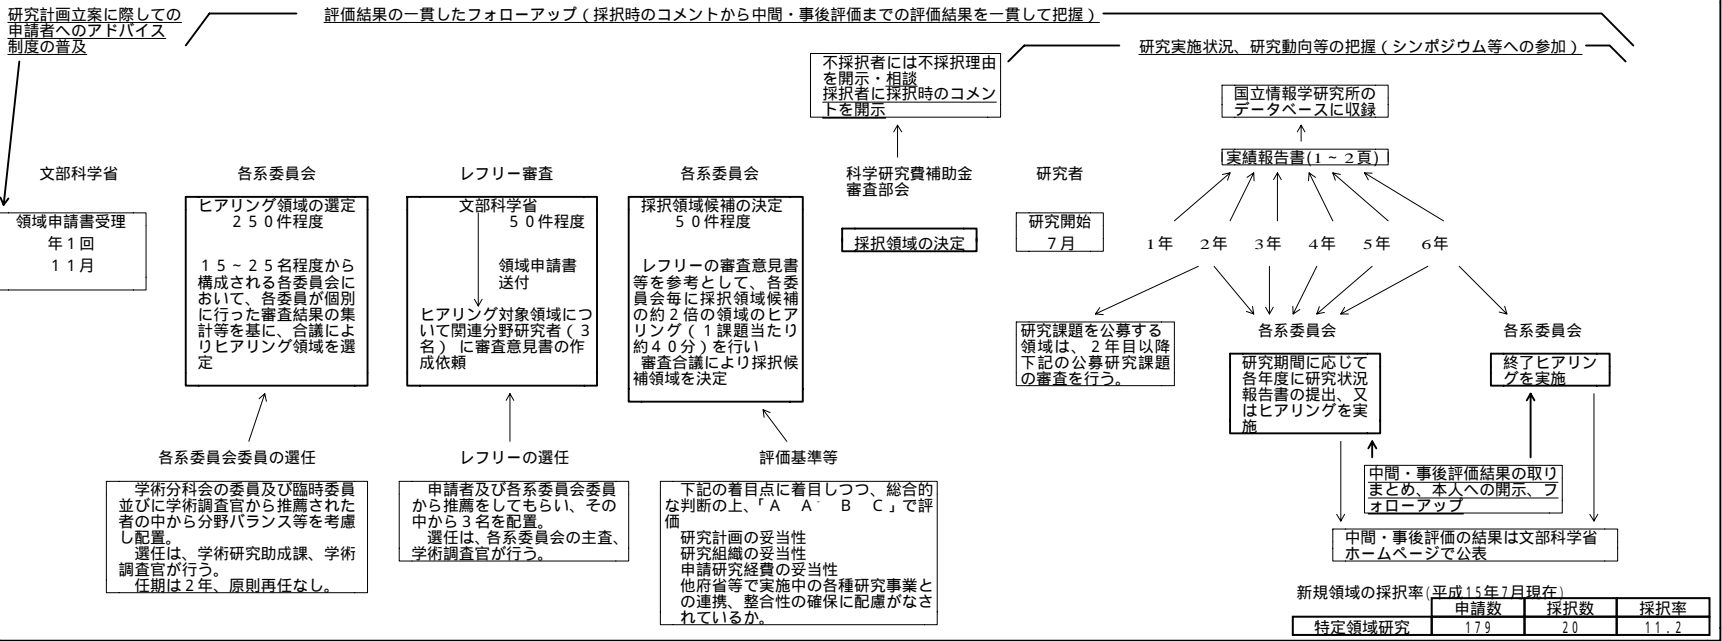 研究計画立案に際しての
申請者へのアドバイス
制度の普及
評価結果の一貫したフォローアップ(採択時のコメントから中間・事後評価までの評価結果を一貫して把握)
研究実施状況、研究動向等の把握(シンポジウム等への参加)
不採択者には不採択理由
を開示・相談
採択者に採択時のコメン
トを開示
国立情報学研究所の
データベースに収録
実績報告書(1~2頁)
文部科学省
領域申請書受理
年1回
11月
各系委員会
ヒアリング領域の選定
250件程度
15~25名程度から
構成される各委員会に
おいて、各委員が個別
に行った審査結果の集
計等を基に、合議によ
りヒアリング領域を選
定
レフリー審査
文部科学省
50件程度
領域申請書
送付
ヒアリング対象領域につ
いて関連分野研究者(3
名) に審査意見書の作
成依頼
各系委員会
採択領域候補の決定
50件程度
レフリーの審査意見書
等を参考として、各委
員会毎に採択領域候補
の約2倍の領域のヒア
リング(1課題当たり
約40分)を行い
審査合議により採択候
補領域を決定
科学研究費補助金
審査部会
採択領域の決定
研究者
研究開始
7月
1年 2年 3年 4年 5年 6年
研究課題を公募する
領域は、2年目以降
下記の公募研究課題
の審査を行う。
各系委員会
研究期間に応じて
各年度に研究状況
報告書の提出、又
はヒアリングを実
施
各系委員会
終了ヒアリン
グを実施
各系委員会委員の選任
学術分科会の委員及び臨時委員
並びに学術調査官から推薦された
者の中から分野バランス等を考慮
し配置。
選任は、学術研究助成課、学術
調査官が行う。
任期は2年、原則再任なし。
レフリーの選任
申請者及び各系委員会委員
から推薦をしてもらい、その
中から3名を配置。
選任は、各系委員会の主査、
学術調査官が行う。
評価基準等
下記の着目点に着目しつつ、総合的
な判断の上、「A A⁻ B C」で評
価
研究計画の妥当性
研究組織の妥当性
申請研究経費の妥当性
他府省等で実施中の各種研究事業と
の連携、整合性の確保に配慮がなさ
れているか。
中間・事後評価結果の取り
まとめ、本人への開示、フ
ォローアップ
中間・事後評価の結果は文部科学省
ホームページで公表
新規領域の採択率(平成15年7月現在)
申請数 採択数 採択率
特定領域研究 179 20 11.2